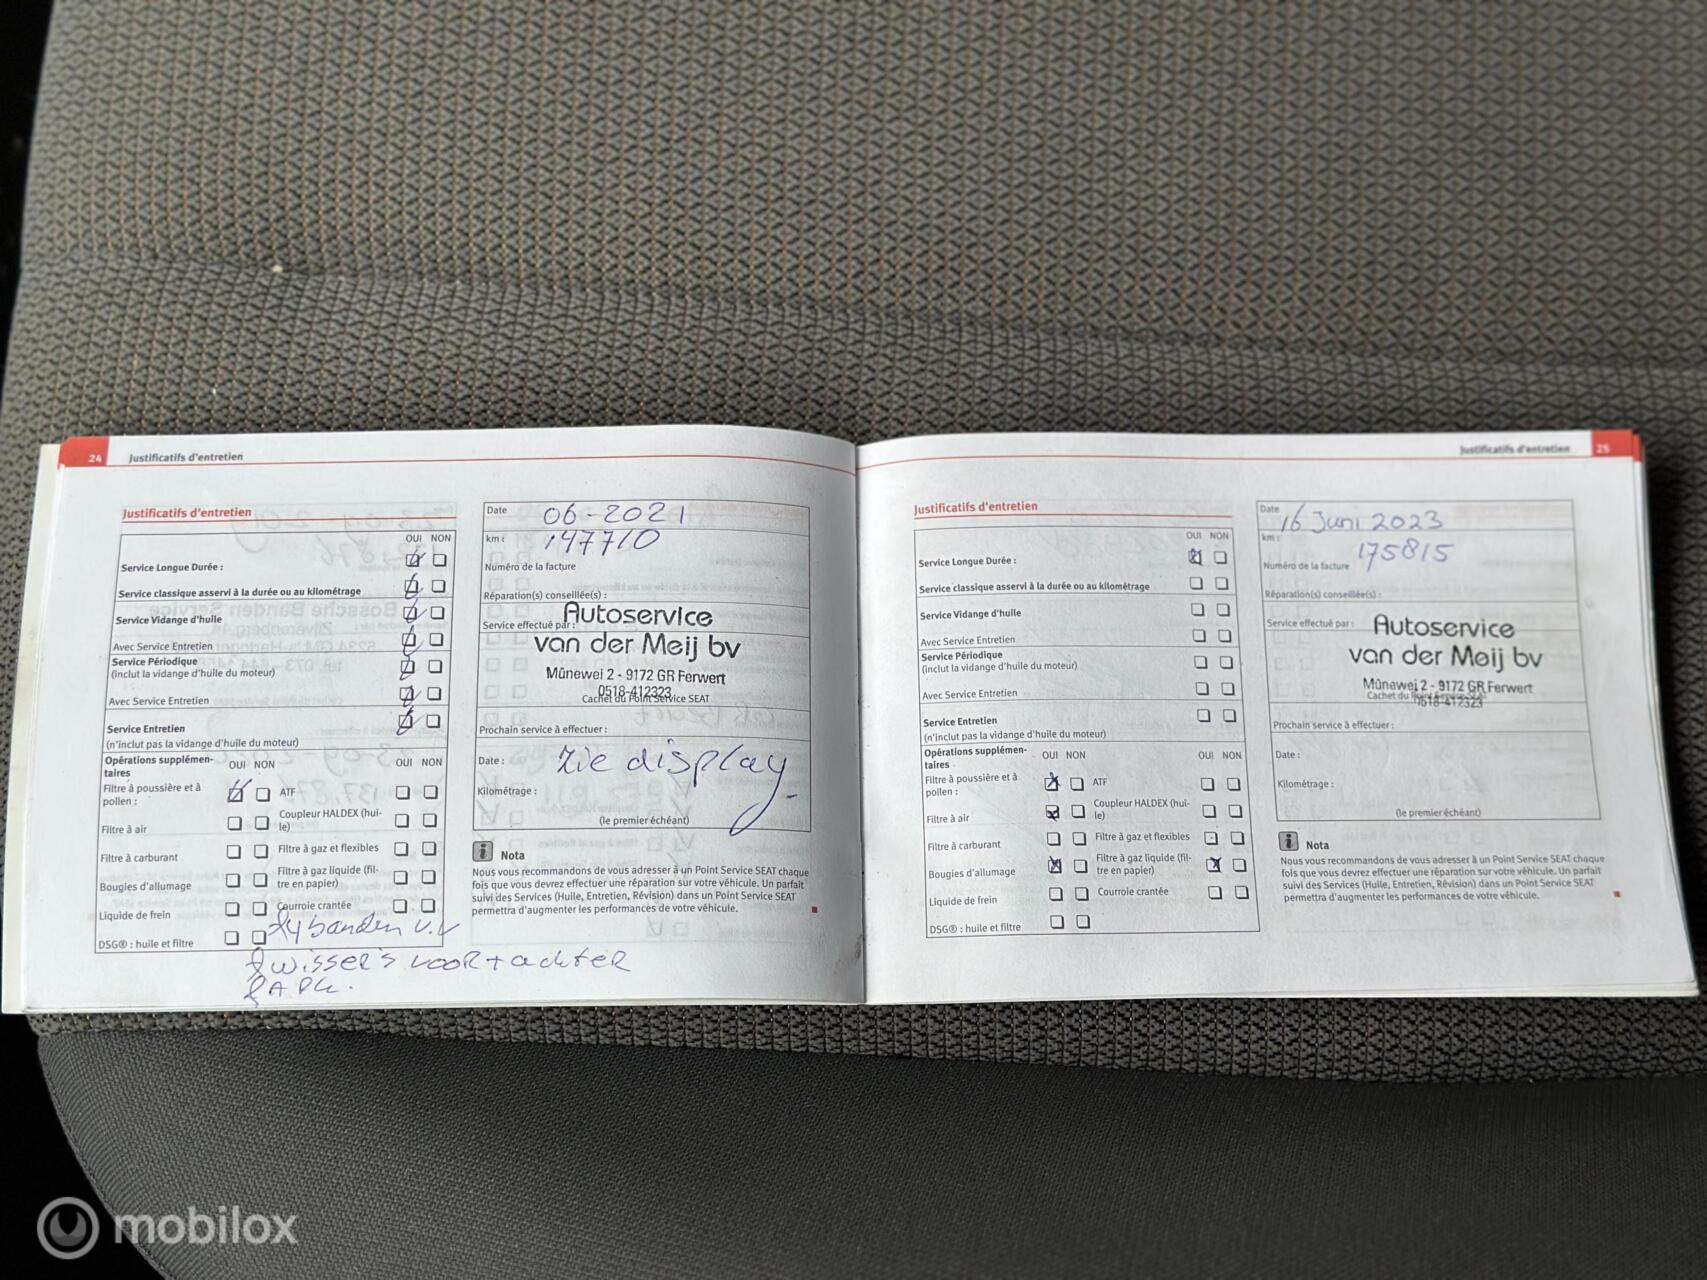 24
Justificatifs d'entretien
Justificatifs d'entretien
OUI NON
Service Longue Durée :
Service classique asservi à la durée ou au kilométrage
Service Vidange d'huile
Avec Service Entretien
Service Périodique
(inclut la vidange d'huile du moteur)
Avec Service Entretien
Service Entretien
(n'inclut pas la vidange d'huile du moteur)
Opérations supplémen-
taires
OUI NON
OUI NON
Filtre à poussière et à
pollen :
ATF
Filtre à air
Coupleur HALDEX (hui-
le)
Filtre à carburant
Filtre à gaz et flexibles
Bougies d'allumage
Filtre à gaz liquide (fil-
tre en papier)
Liquide de frein
Courroie crantée
DSG® : huile et filtre
banden v.v
wisser's voor + achter
APK.
Date 06-2021
km : 147710
Numéro de la facture
Réparation(s) conseillée(s) :
Service effectué par :
Autoservice
van der Meij bv
Mûnewei 2 - 9172 GR Ferwert
0518-412323
Cachet du Point Service SEAT
Prochain service à effectuer :
Date : zie display
Kilométrage :
(le premier échéant)
i Nota
Nous vous recommandons de vous adresser à un Point Service SEAT chaque
fois que vous devrez effectuer une réparation sur votre véhicule. Un parfait
suivi des Services (Huile, Entretien, Révision) dans un Point Service SEAT
permettra d'augmenter les performances de votre véhicule.
Justificatifs d'entretien
25
Justificatifs d'entretien
OUI NON
Service Longue Durée :
Service classique asservi à la durée ou au kilométrage
Service Vidange d'huile
Avec Service Entretien
Service Périodique
(inclut la vidange d'huile du moteur)
Avec Service Entretien
Service Entretien
(n'inclut pas la vidange d'huile du moteur)
Opérations supplémen-
taires
OUI NON
OUI NON
Filtre à poussière et à
pollen :
ATF
Filtre à air
Coupleur HALDEX (hui-
le)
Filtre à carburant
Filtre à gaz et flexibles
Bougies d'allumage
Filtre à gaz liquide (fil-
tre en papier)
Liquide de frein
Courroie crantée
DSG® : huile et filtre
Date 16 Juni 2023
km : 175815
Numéro de la facture
Réparation(s) conseillée(s) :
Service effectué par :
Autoservice
van der Meij bv
Mûnewei 2 - 9172 GR Ferwert
Cachet du Point Service SEAT
0518-412323
Prochain service à effectuer :
Date :
Kilométrage :
(le premier échéant)
i Nota
Nous vous recommandons de vous adresser à un Point Service SEAT chaque
fois que vous devrez effectuer une réparation sur votre véhicule. Un parfait
suivi des Services (Huile, Entretien, Révision) dans un Point Service SEAT
permettra d'augmenter les performances de votre véhicule.
mobilox